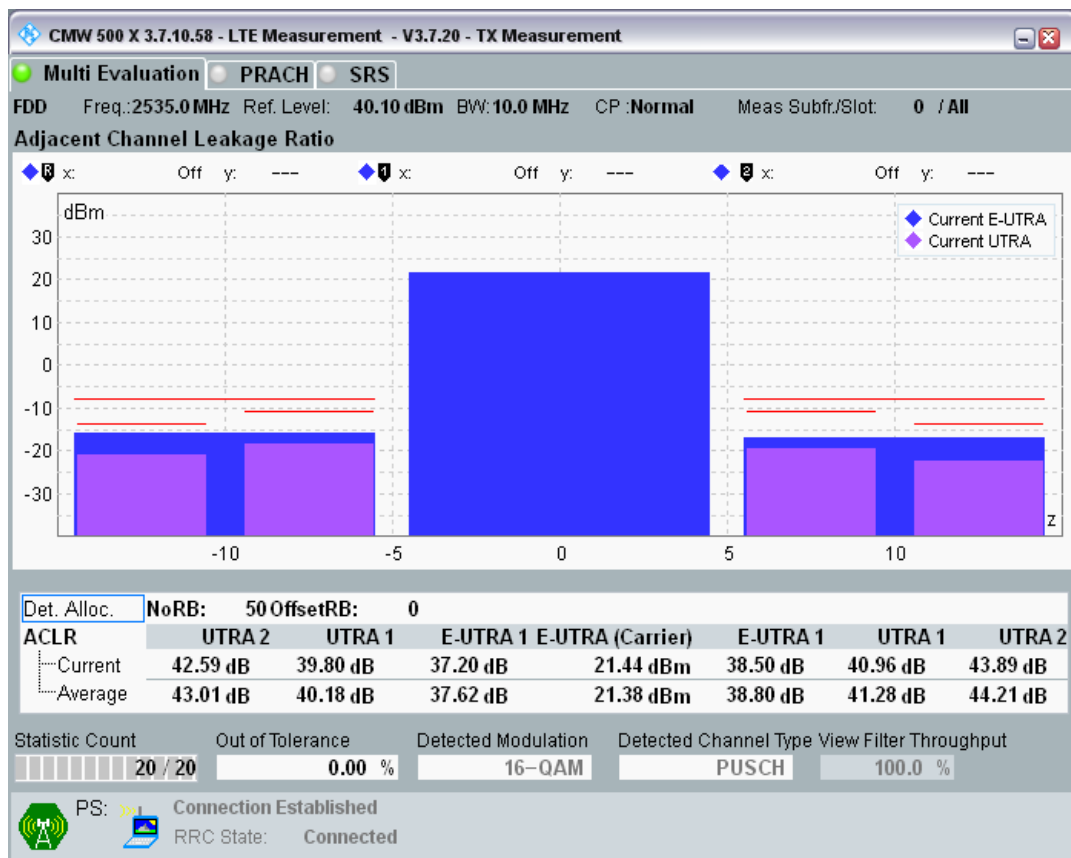 CMW 500 X 3.7.10.58 - LTE Measurement - V3.7.20 - TX Measurement
Multi Evaluation PRACH SRS
FDD Freg.:2535.0 MHz Ref. Level: 40.10 dBm BW: 10.0 MHz CP :Normal Meas Subfr./Slot: 0 / All
Adjacent Channel Leakage Ratio
R x: Off y: --- 1 x: Off y: --- 2 x: Off y: ---
dBm
Current E-UTRA
Current UTRA
30
20
10
0
-10
-20
-30
z
-10 -5 0 5 10
Det. Alloc. NoRB: 50 OffsetRB: 0
ACLR UTRA 2 UTRA 1 E-UTRA 1 E-UTRA (Carrier) E-UTRA 1 UTRA 1 UTRA 2
Current 42.59 dB 39.80 dB 37.20 dB 21.44 dBm 38.50 dB 40.96 dB 43.89 dB
Average 43.01 dB 40.18 dB 37.62 dB 21.38 dBm 38.80 dB 41.28 dB 44.21 dB
Statistic Count Out of Tolerance Detected Modulation Detected Channel Type View Filter Throughput
20 / 20 0.00 % 16-QAM PUSCH 100.0 %
PS: Connection Established
RRC State: Connected